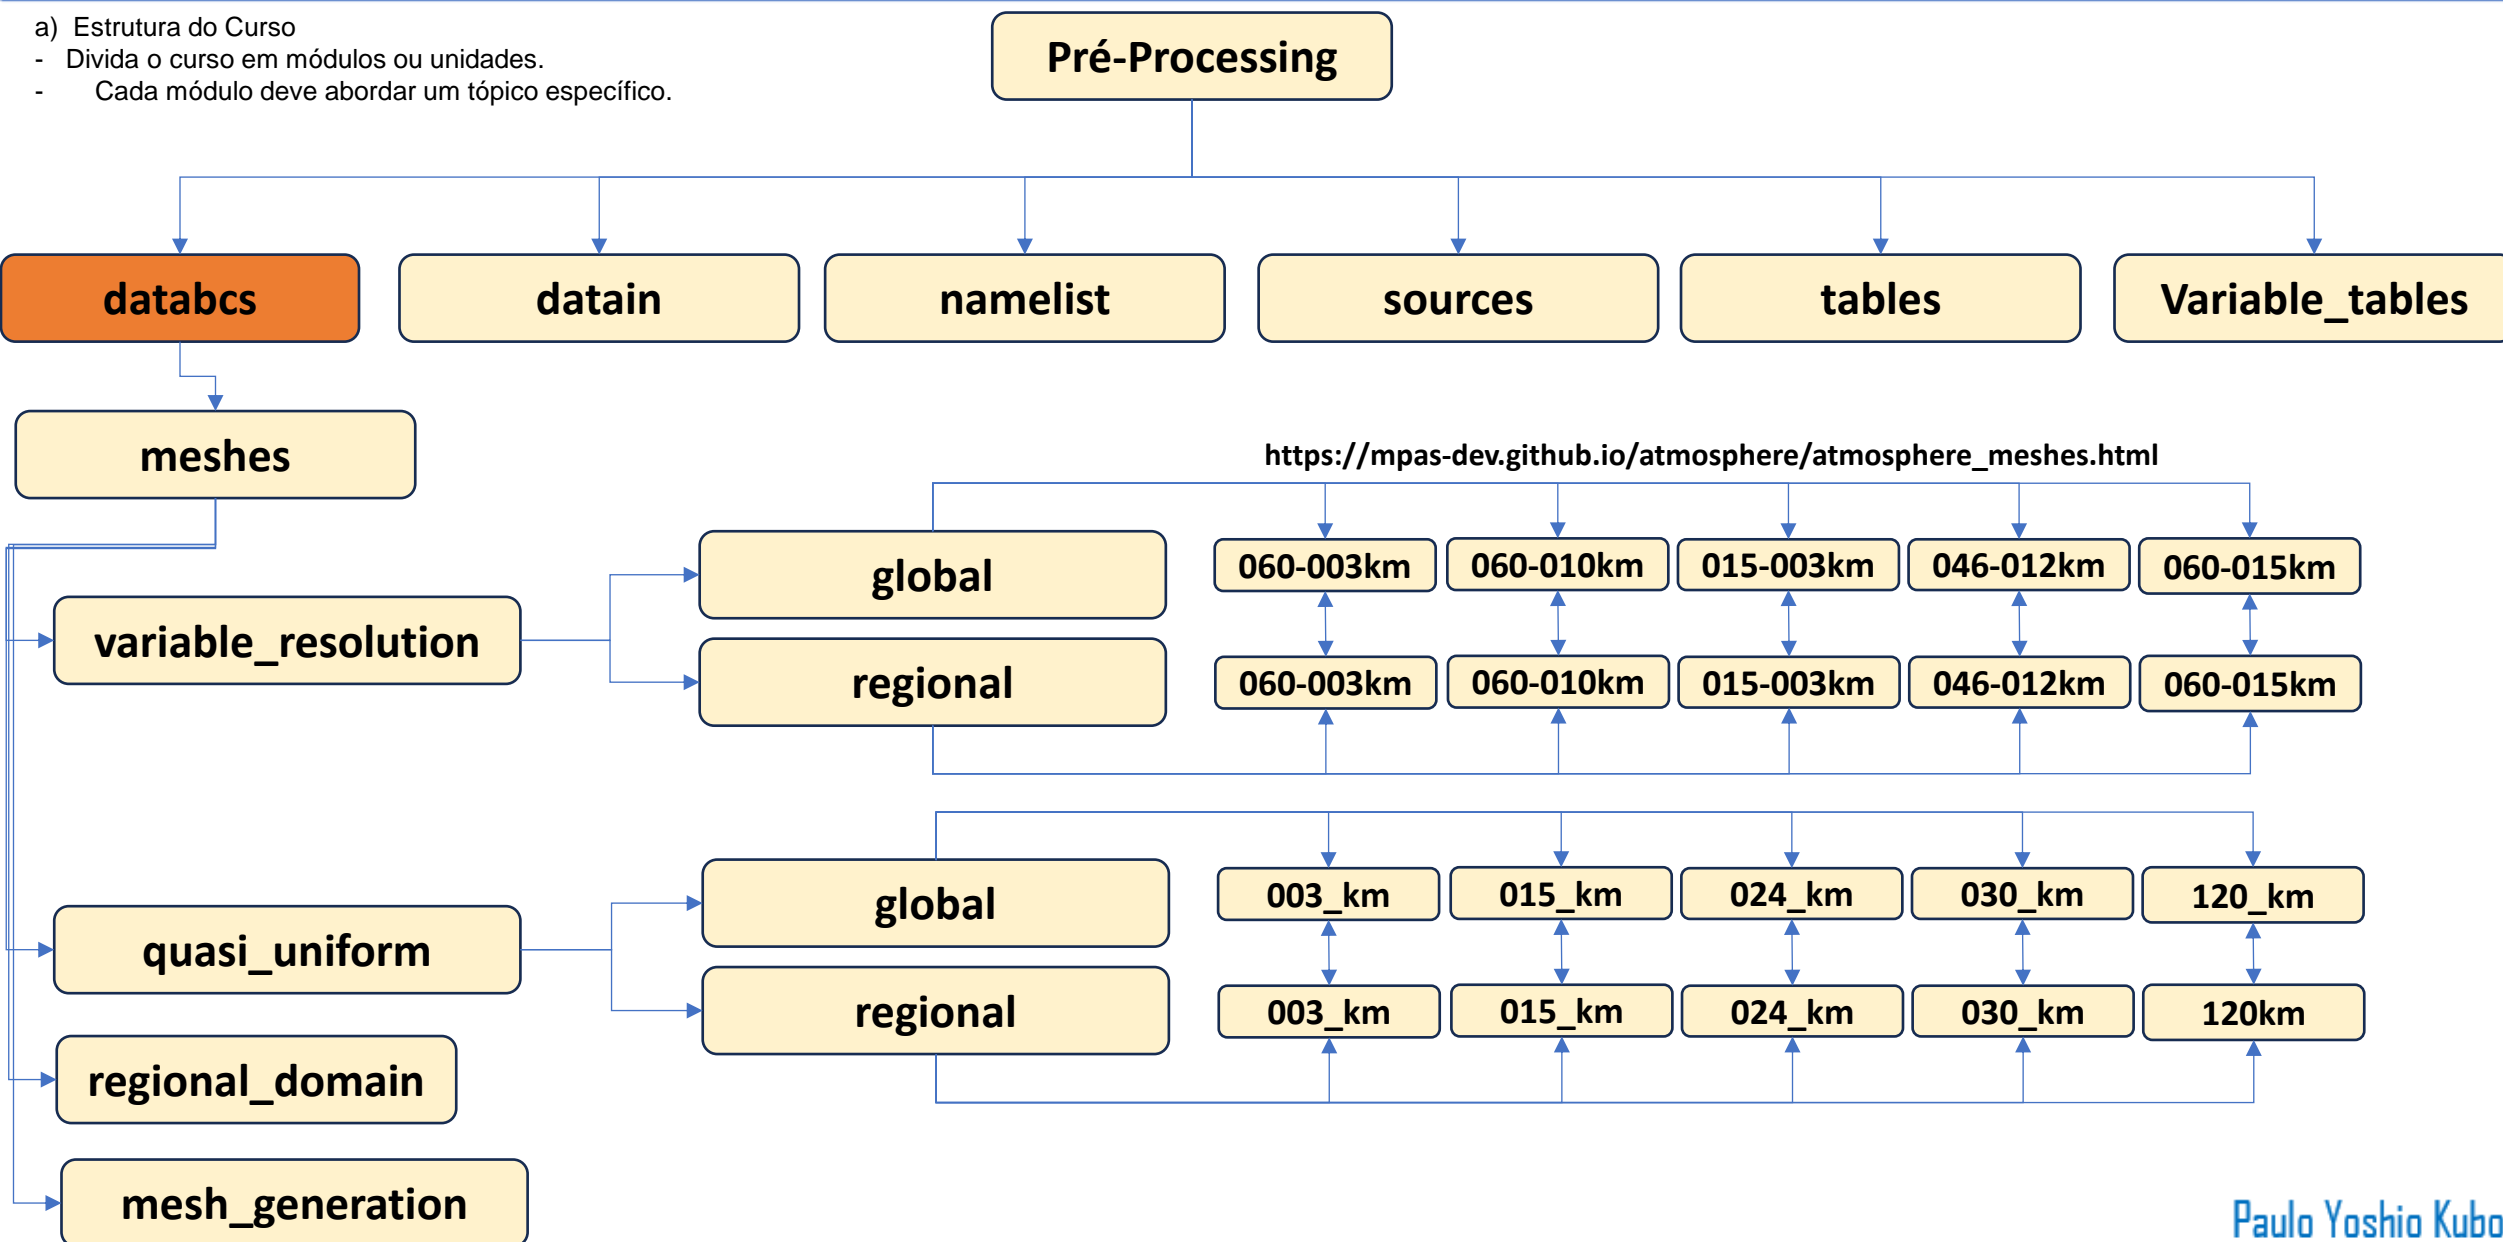 a) Estrutura do Curso
- Divida o curso em módulos ou unidades.
- Cada módulo deve abordar um tópico específico.
Pré-Processing
databcs
datain
namelist
sources
tables
Variable_tables
meshes
https://mpas-dev.github.io/atmosphere/atmosphere_meshes.html
variable_resolution
global
060-003km
060-010km
015-003km
046-012km
060-015km
regional
060-003km
060-010km
015-003km
046-012km
060-015km
quasi_uniform
global
003_km
015_km
024_km
030_km
120_km
regional
003_km
015_km
024_km
030_km
120km
regional_domain
mesh_generation
Paulo Yoshio Kubo